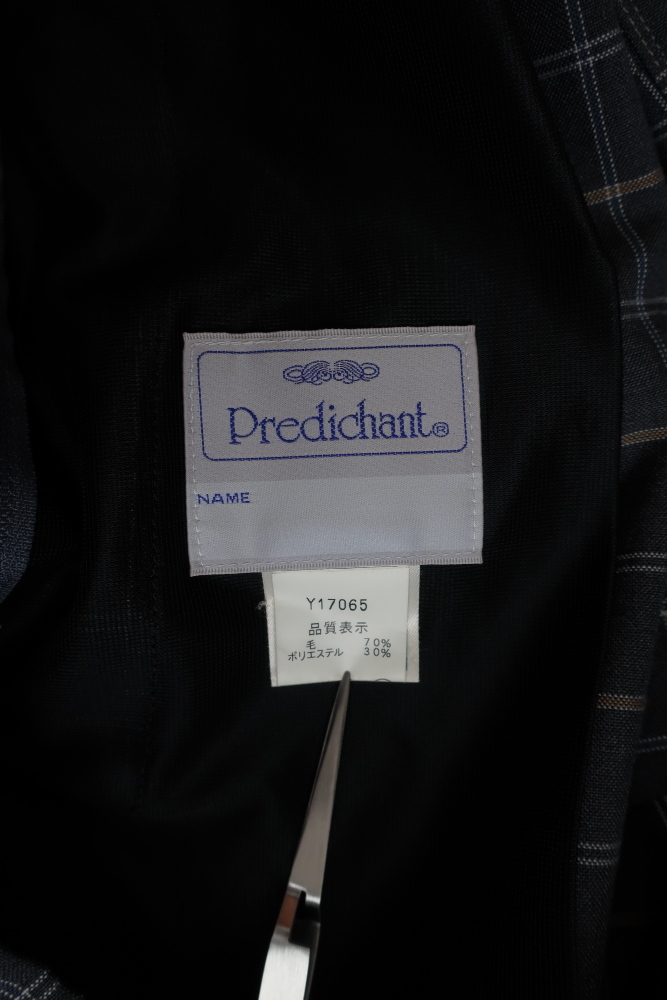 Predichant®
NAME
Y17065
品質表示
毛 70%
ポリエステル 30%